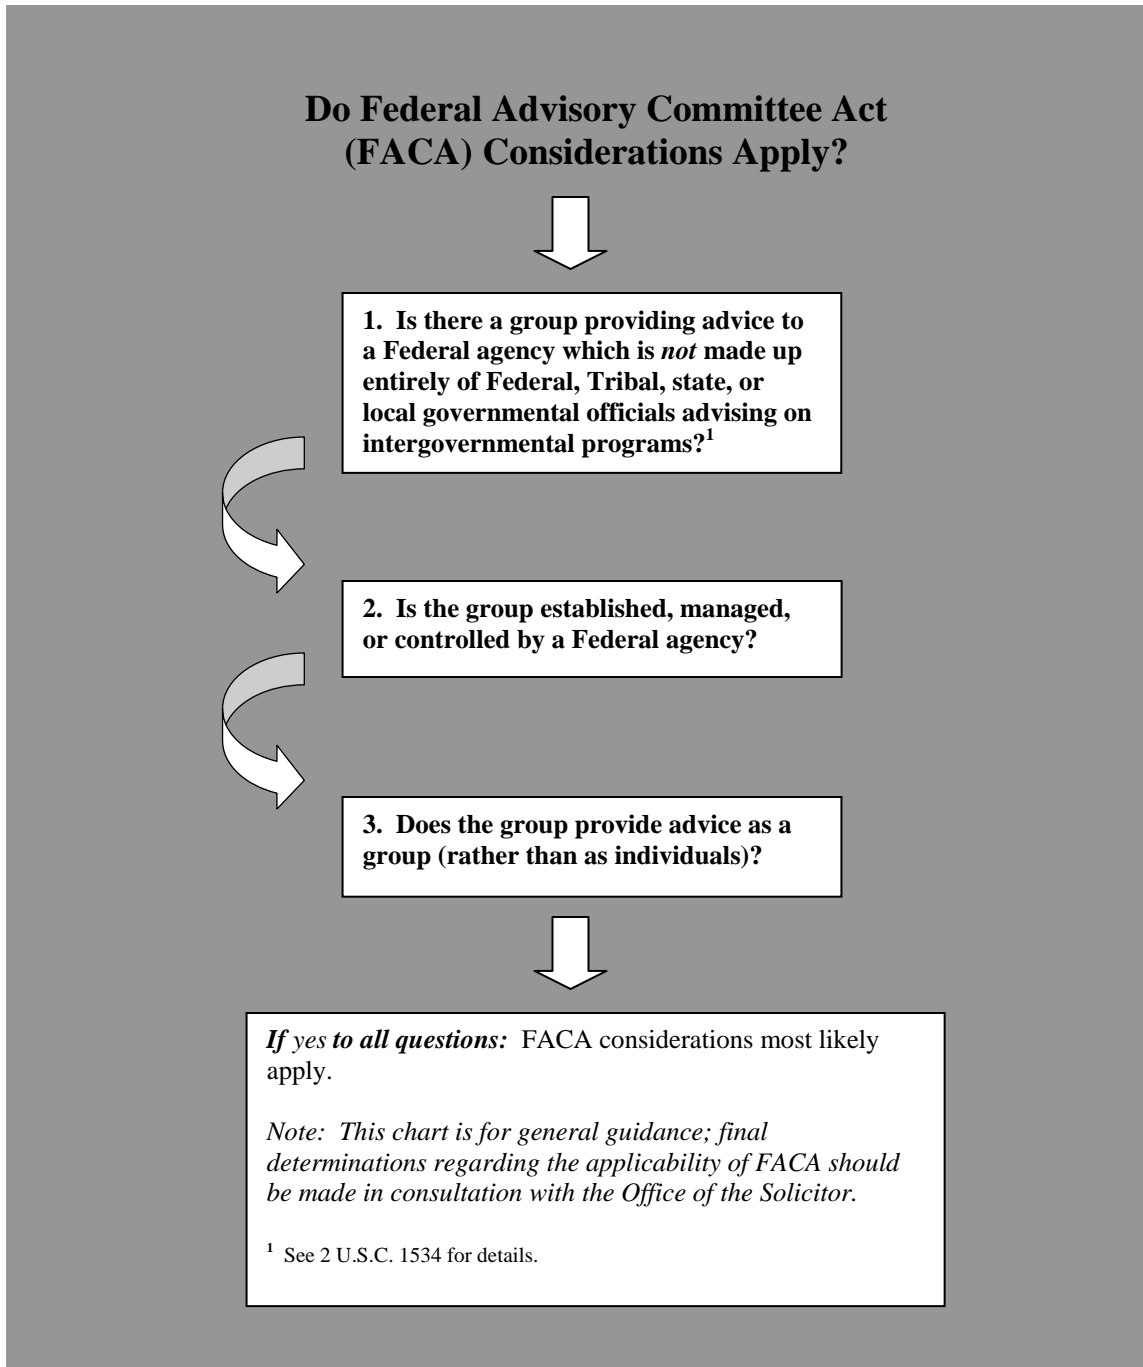 Do Federal Advisory Committee Act
(FACA) Considerations Apply?
1. Is there a group providing advice to
a Federal agency which is not made up
entirely of Federal, Tribal, state, or
local governmental officials advising on
intergovernmental programs?1
2. Is the group established, managed,
or controlled by a Federal agency?
3. Does the group provide advice as a
group (rather than as individuals)?
If yes to all questions: FACA considerations most likely
apply.
Note: This chart is for general guidance; final
determinations regarding the applicability of FACA should
be made in consultation with the Office of the Solicitor.
1 See 2 U.S.C. 1534 for details.